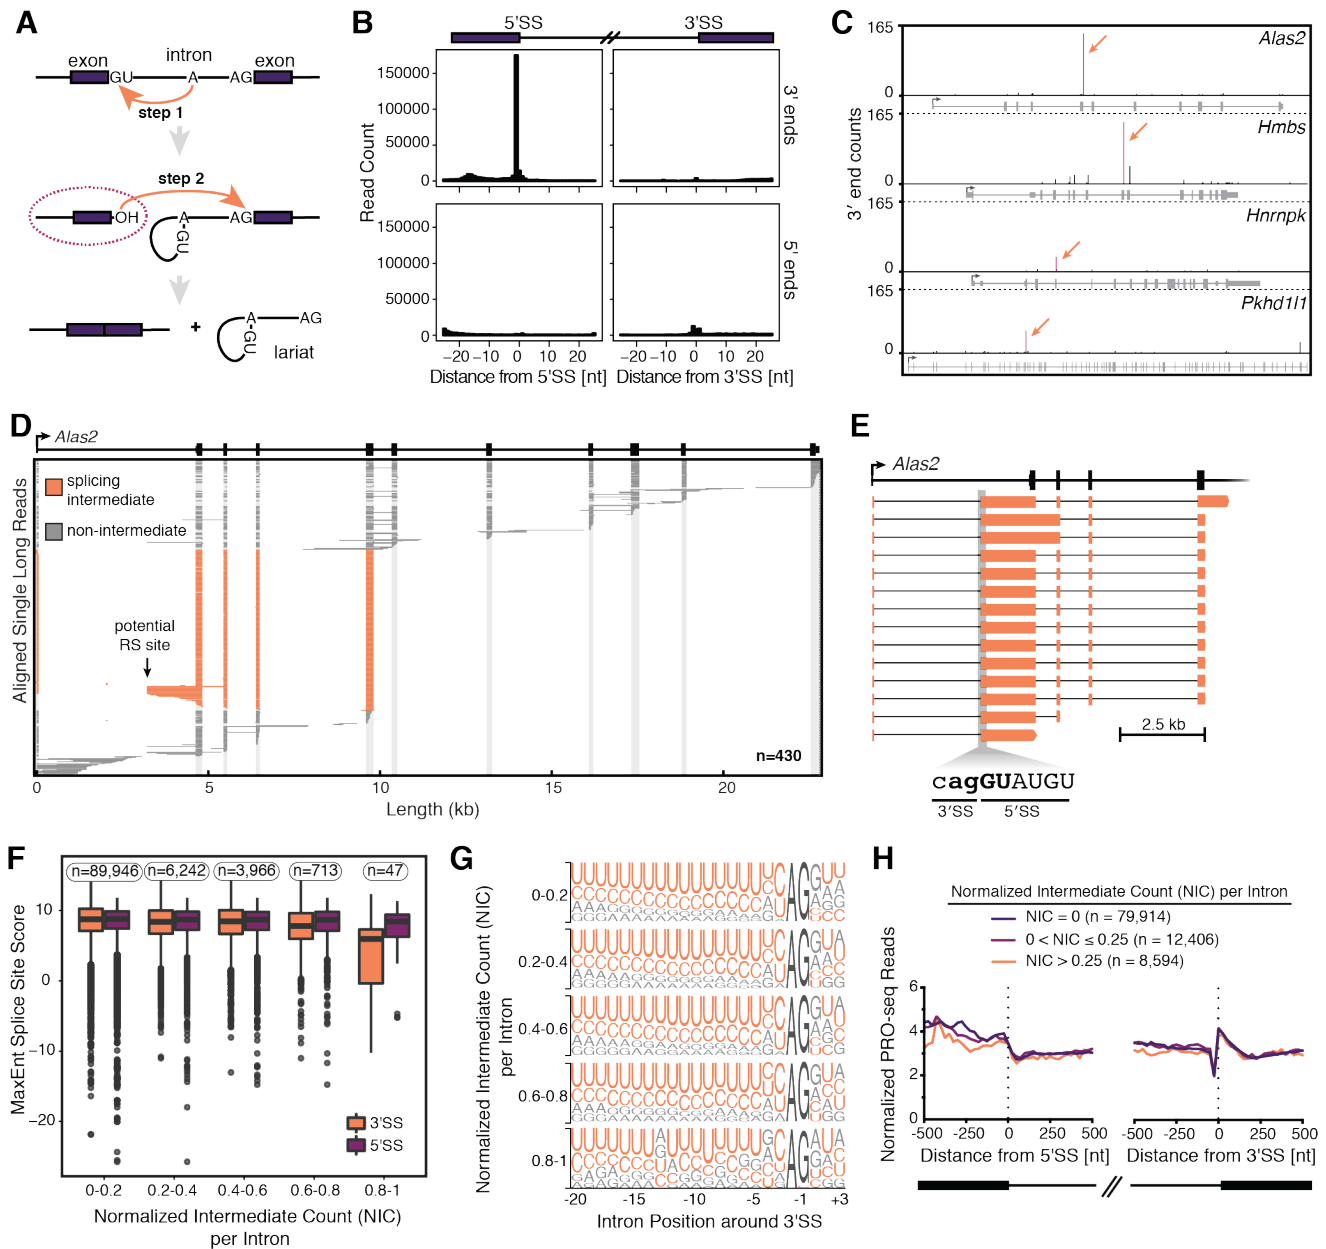 A
exon
intron
exon
GU
A
AG
step 1
step 2
OH
A
AG
GU
A
AG
GU
+
lariat
B
5'SS
3'SS
150000
100000
50000
0
150000
100000
50000
0
Read Count
3' ends
5' ends
−20 −10 0 10 20
−20 −10 0 10 20
Distance from 5'SS [nt]
Distance from 3'SS [nt]
C
3′ end counts
165
0
Alas2
165
0
Hmbs
165
0
Hnrnpk
165
0
Pkhd1l1
D
Alas2
Aligned Single Long Reads
splicing
intermediate
non-intermediate
potential
RS site
n=430
0 5 10 15 20
Length (kb)
E
Alas2
2.5 kb
cagGUAUGU
3'SS 5'SS
F
MaxEnt Splice Site Score
n=89,946 n=6,242 n=3,966 n=713 n=47
10
0
−10
−20
3'SS
5'SS
0-0.2 0.2-0.4 0.4-0.6 0.6-0.8 0.8-1
Normalized Intermediate Count (NIC)
per Intron
G
Normalized Intermediate Count (NIC)
per Intron
0-0.2
0.2-0.4
0.4-0.6
0.6-0.8
0.8-1
-20 -15 -10 -5 -1 +3
Intron Position around 3'SS
H
Normalized Intermediate Count (NIC) per Intron
NIC = 0 (n = 79,914)
0 < NIC ≤ 0.25 (n = 12,406)
NIC > 0.25 (n = 8,594)
Normalized PRO-seq Reads
6
4
2
0
-500 -250 0 250 500
-500 -250 0 250 500
Distance from 5'SS [nt]
Distance from 3'SS [nt]